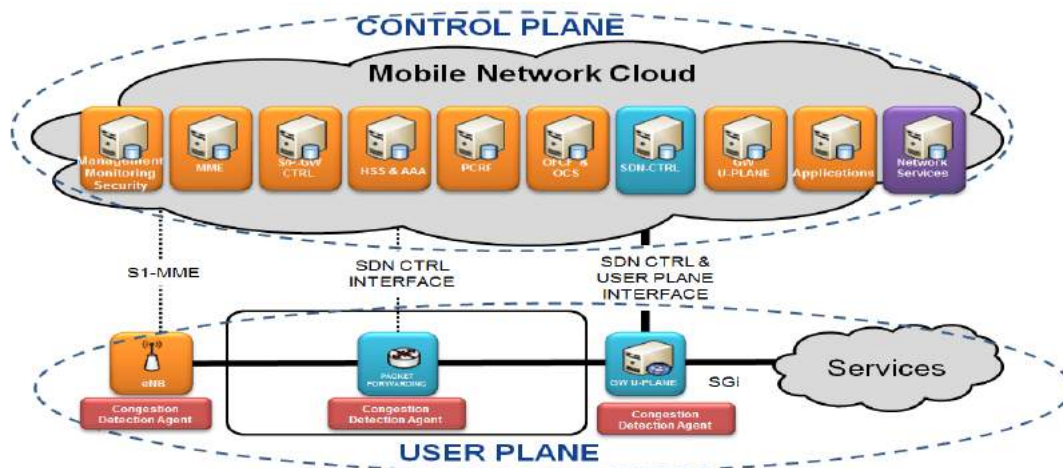 CONTROL PLANE
Mobile Network Cloud
Management
Monitoring
Security
MME
S/P-GW
CTRL
HSS & AAA
PCRF
OFCF &
OCS
SDN-CTRL
GW
U-PLANE
Applications
Network
Services
S1-MME
SDN CTRL
INTERFACE
SDN CTRL &
USER PLANE
INTERFACE
eNB
PACKET
FORYWARDING
GW U-PLANE
SGi
Services
Congestion
Detection Agent
Congestion
Detection Agent
Congestion
Detection Agent
USER PLANE